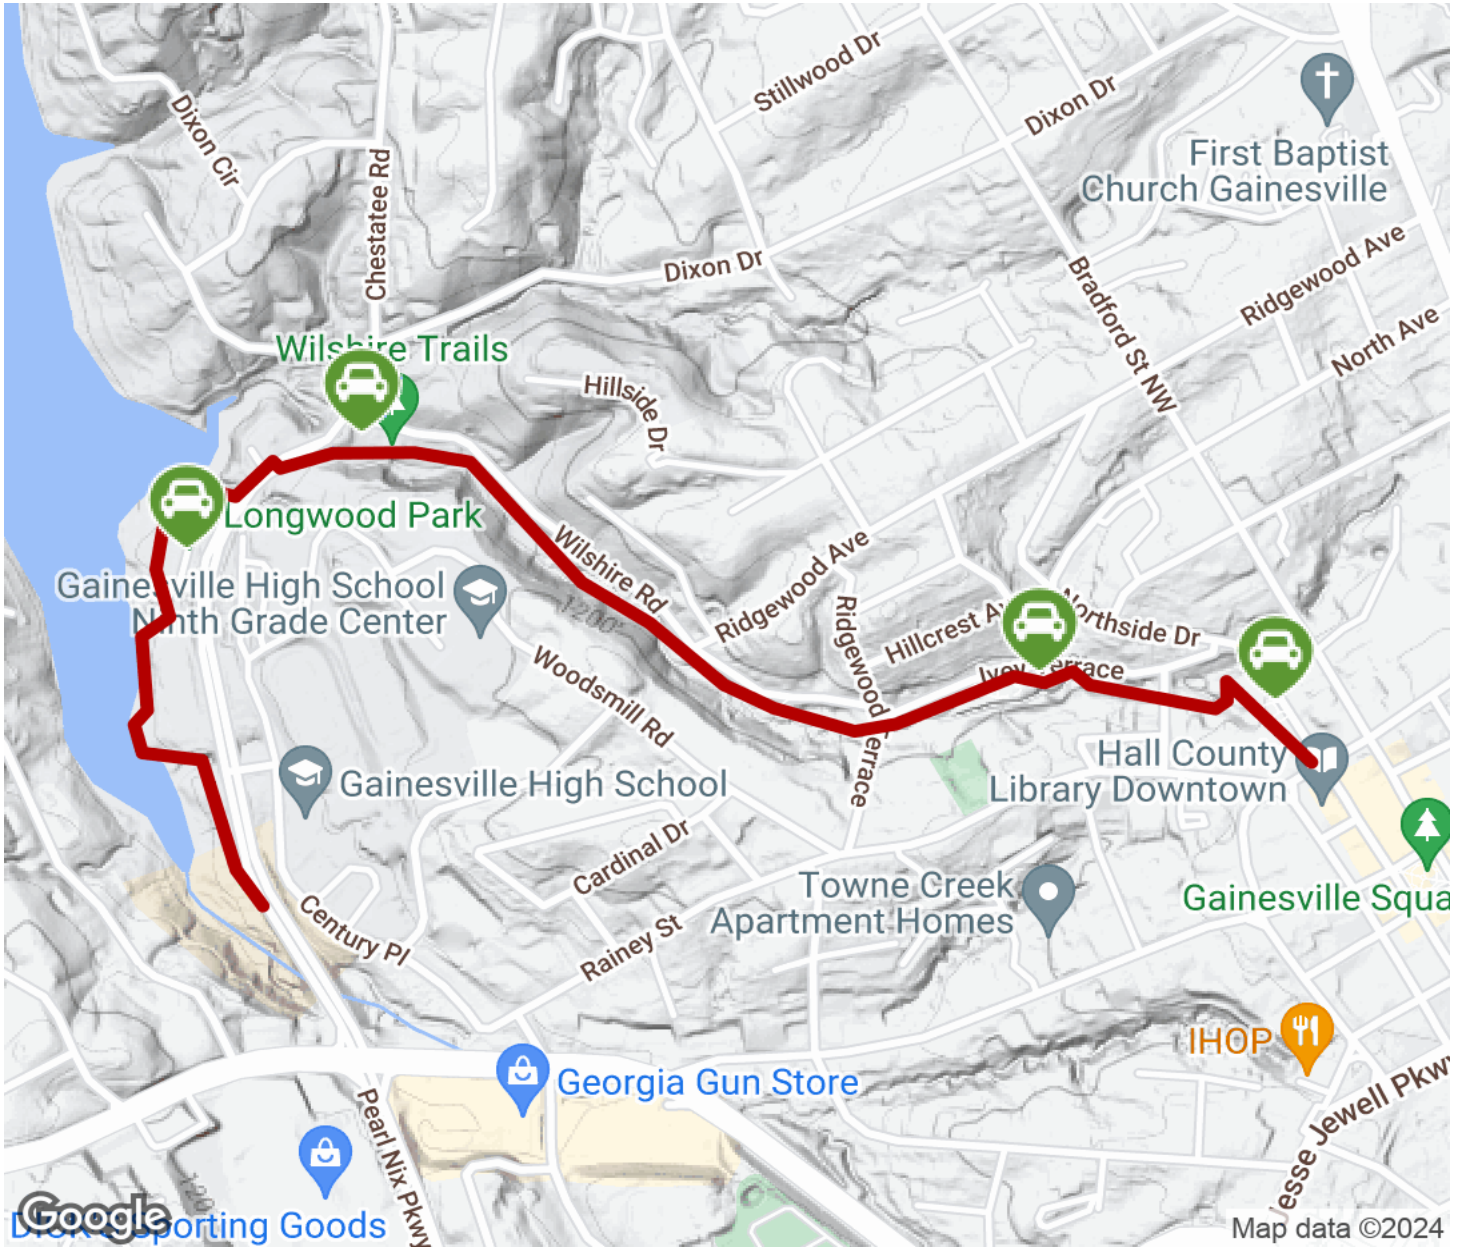 Stillwood Dr
Dixon Dr
Dixon Cir
Chestatee Rd
First Baptist
Church Gainesville
Dixon Dr
Ridgewood Ave
Bradford St NW
North Ave
Wilshire Trails
Hillside Dr
Longwood Park
Wilshire Rd
Ridgewood Ave
Gainesville High School
Ninth Grade Center
1200'
Ridgewood Terrace
Hillcrest Av
Northside Dr
Ivey Terrace
Woodsmill Rd
Hall County
Library Downtown
Gainesville High School
Cardinal Dr
Towne Creek
Apartment Homes
Gainesville Squa
Century Pl
Rainey St
IHOP
Georgia Gun Store
Pearl Nix Pkwy
Jesse Jewell Pkwy
120
Google
Dick's Sporting Goods
Map data ©2024